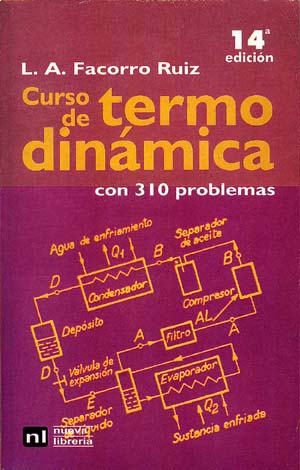 14ª
edición
L. A. Facorro Ruiz
Curso
de termo
dinámica
con 310 problemas
Agua de enfriamiento
Separador
de aceite
Q1
D
B
Condensador
D
B
Compresor
Depósito
AL
A
A
Filtro
D
Válvula de
expansión
Evaporador
E
Separador
líquido
Q2
Sustancia enfriada
nl nueva
librería